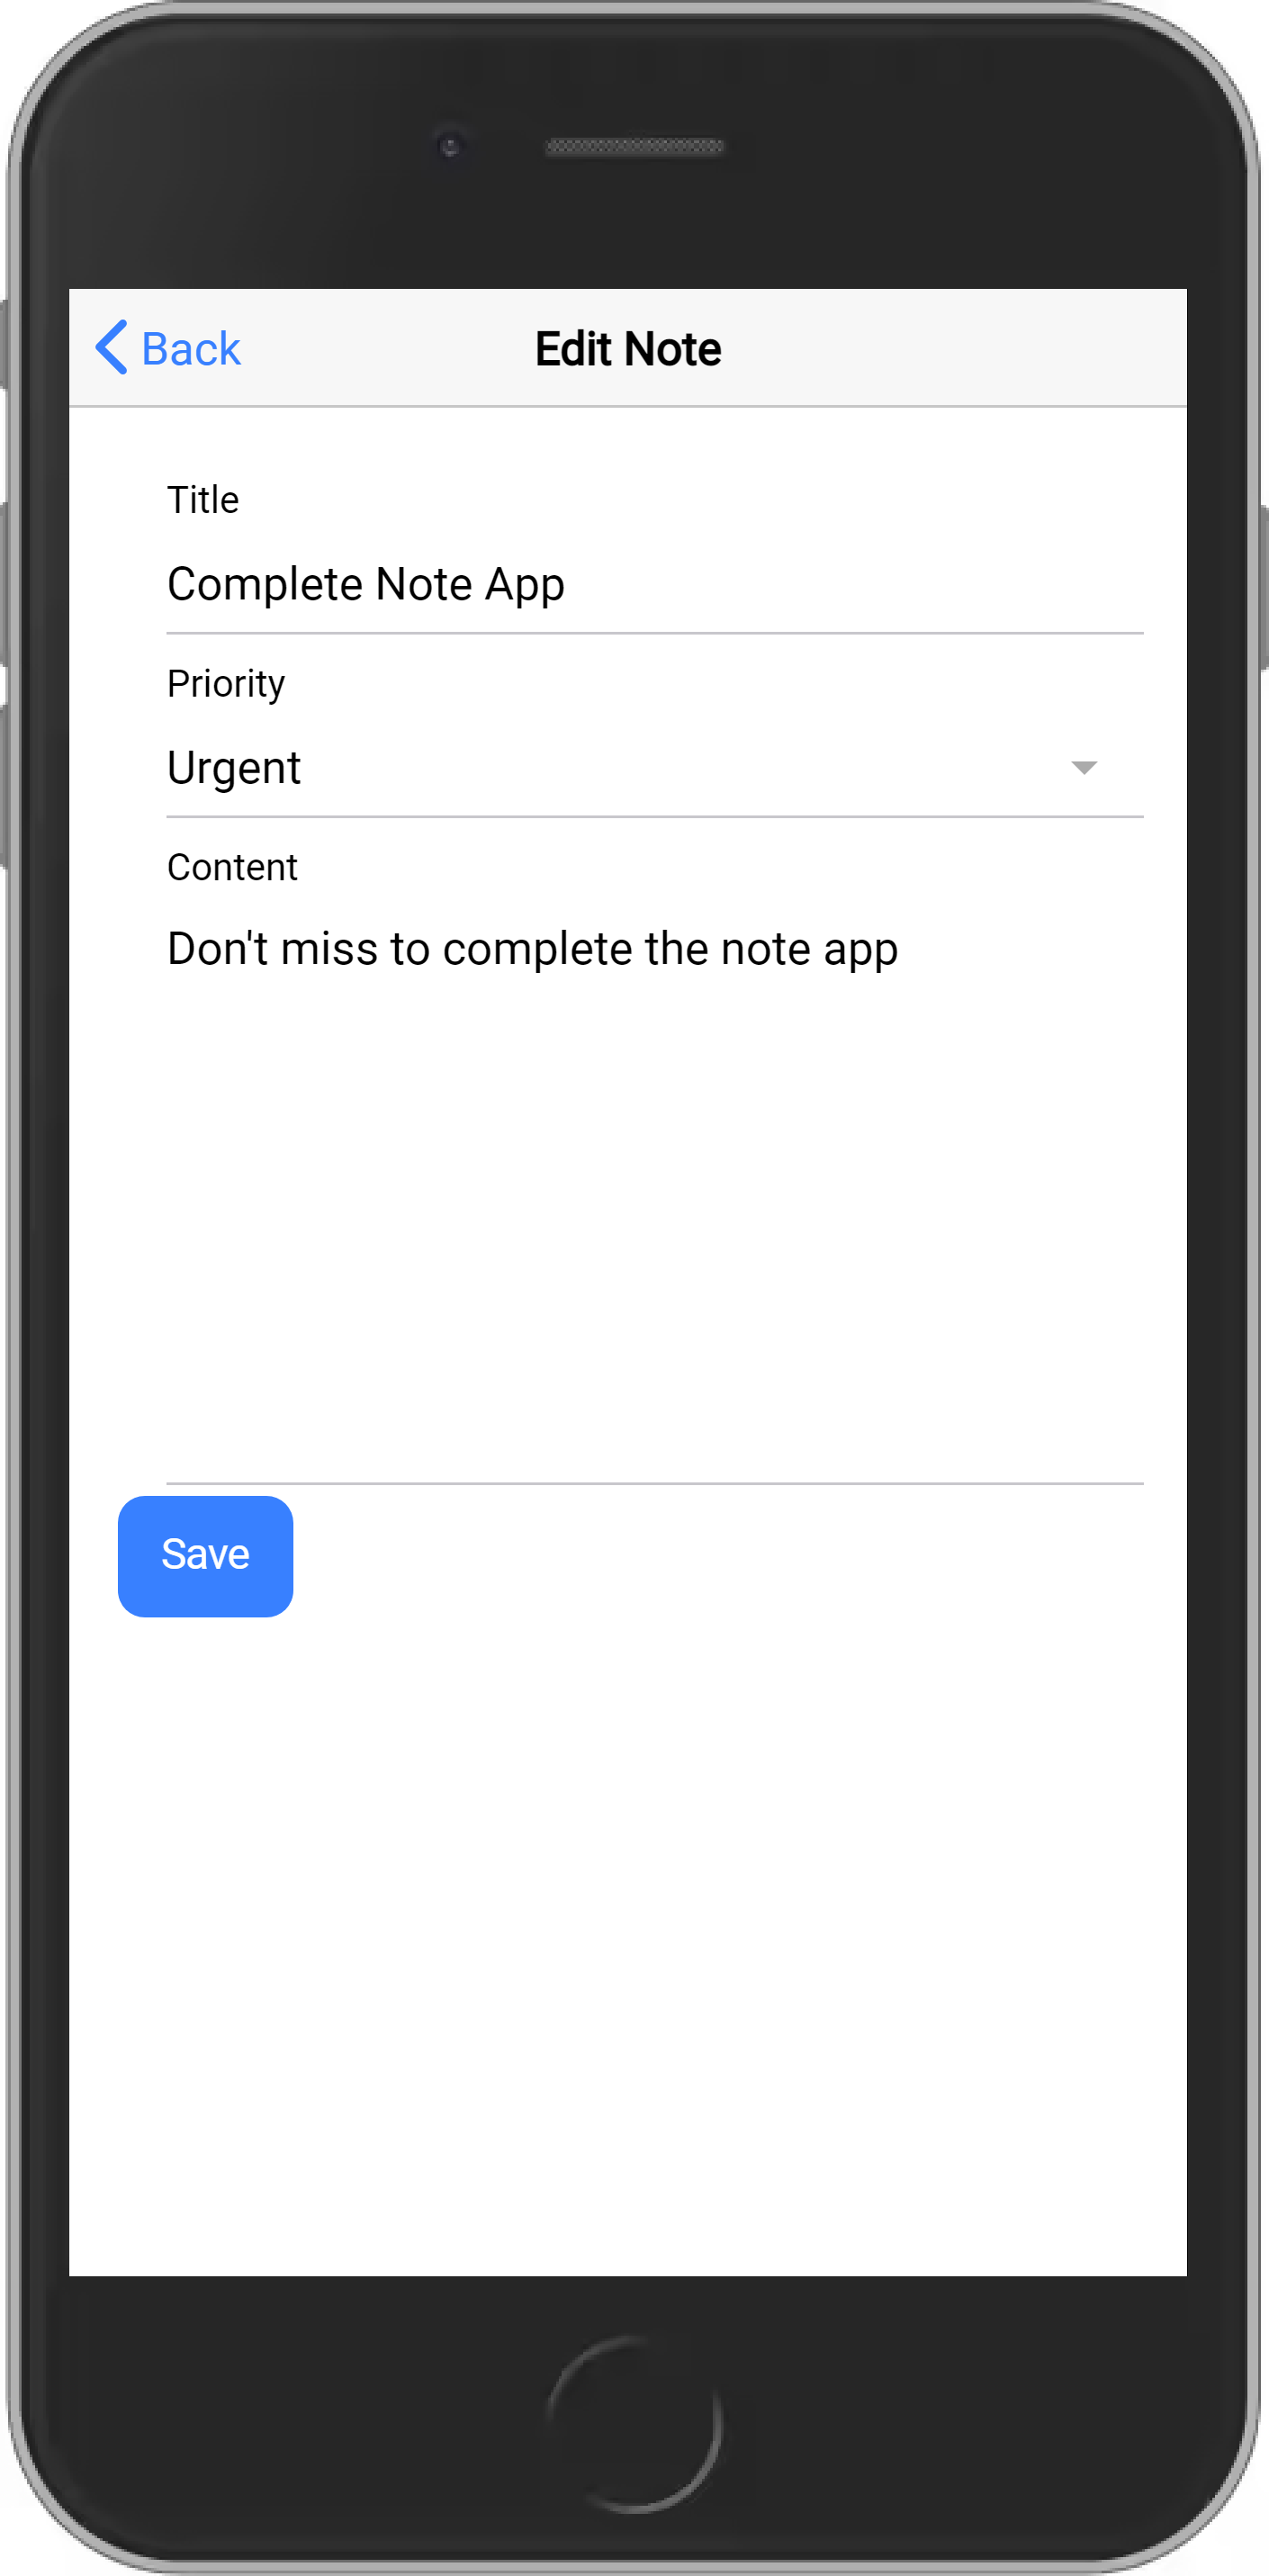 Back
Edit Note
Title
Complete Note App
Priority
Urgent
Content
Don't miss to complete the note app
Save